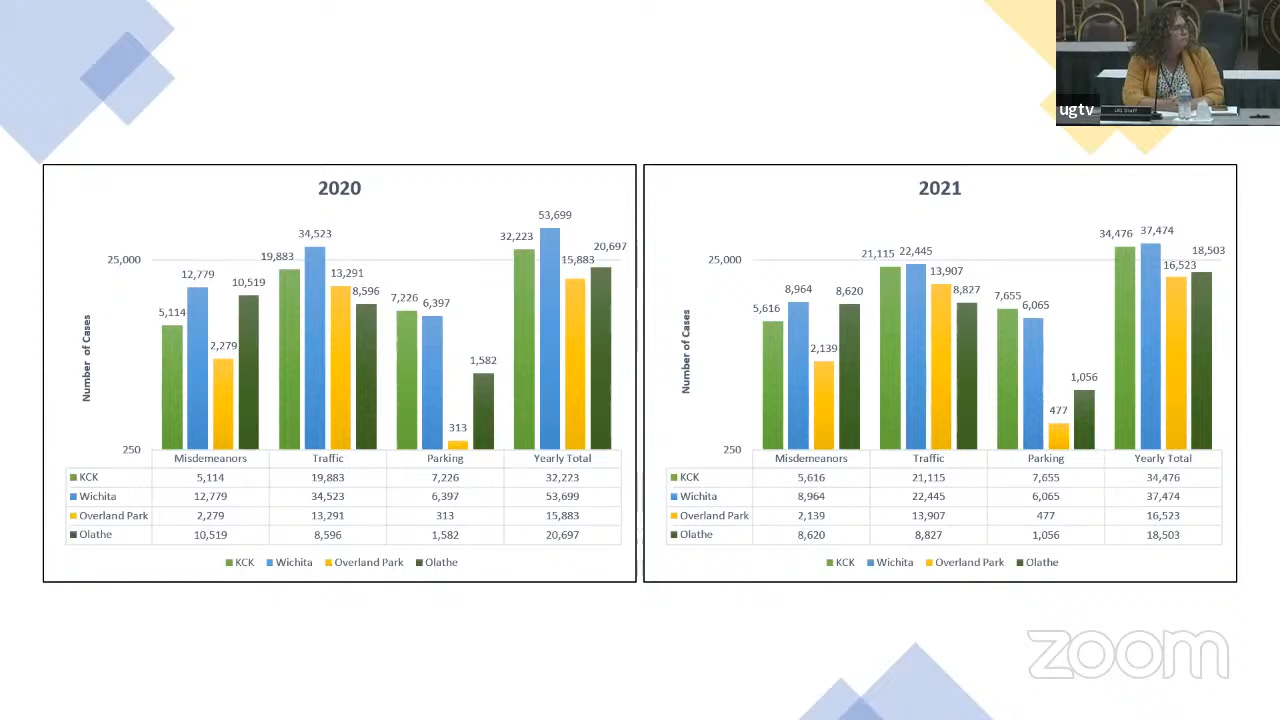 ugtv
UG Staff
2020
53,699
34,523
32,223
20,697
19,883
25,000
15,883
12,779
13,291
10,519
8,596
7,226
6,397
5,114
2,279
1,582
313
Number of Cases
250
Misdemeanors Traffic Parking Yearly Total
KCK 5,114 19,883 7,226 32,223
Wichita 12,779 34,523 6,397 53,699
Overland Park 2,279 13,291 313 15,883
Olathe 10,519 8,596 1,582 20,697
KCK Wichita Overland Park Olathe
2021
34,476 37,474
21,115 22,445
18,503
25,000
16,523
13,907
8,964
8,620
8,827
7,655
6,065
5,616
2,139
1,056
477
Number of Cases
250
Misdemeanors Traffic Parking Yearly Total
KCK 5,616 21,115 7,655 34,476
Wichita 8,964 22,445 6,065 37,474
Overland Park 2,139 13,907 477 16,523
Olathe 8,620 8,827 1,056 18,503
KCK Wichita Overland Park Olathe
zoom